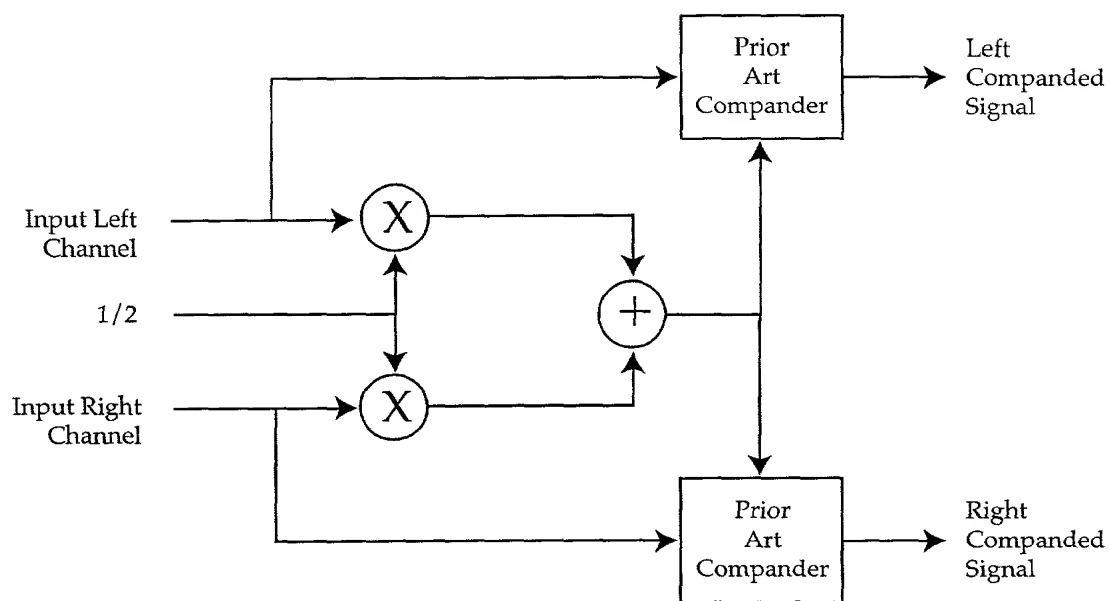 Prior
Art
Compander
Left
Companded
Signal
Input Left
Channel
X
1/2
+
Input Right
Channel
X
Prior
Art
Compander
Right
Companded
Signal